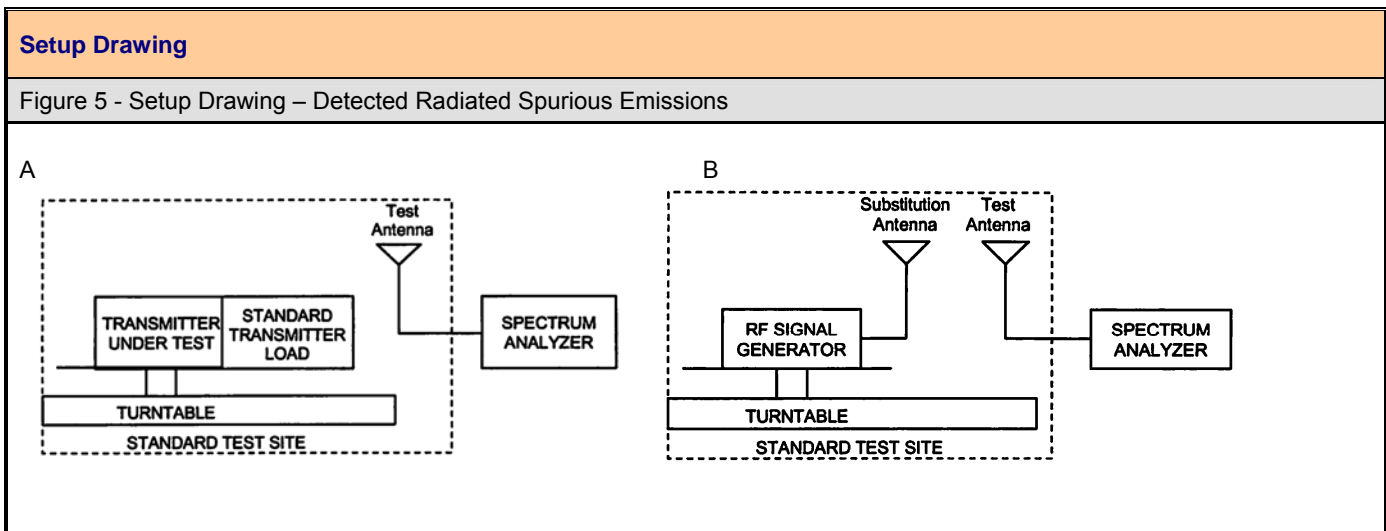 Setup Drawing
Figure 5 - Setup Drawing – Detected Radiated Spurious Emissions
A
Test
Antenna
TRANSMITTER
UNDER TEST
STANDARD
TRANSMITTER
LOAD
SPECTRUM
ANALYZER
TURNTABLE
STANDARD TEST SITE
B
Substitution
Antenna
Test
Antenna
RF SIGNAL
GENERATOR
SPECTRUM
ANALYZER
TURNTABLE
STANDARD TEST SITE